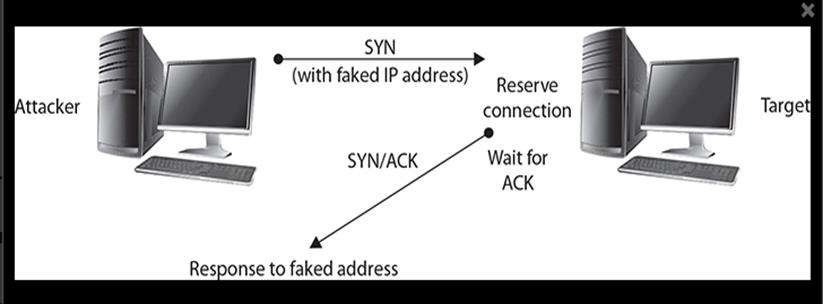 SYN
(with faked IP address)
Attacker
Reserve
connection
Target
SYN/ACK
Wait for
ACK
Response to faked address